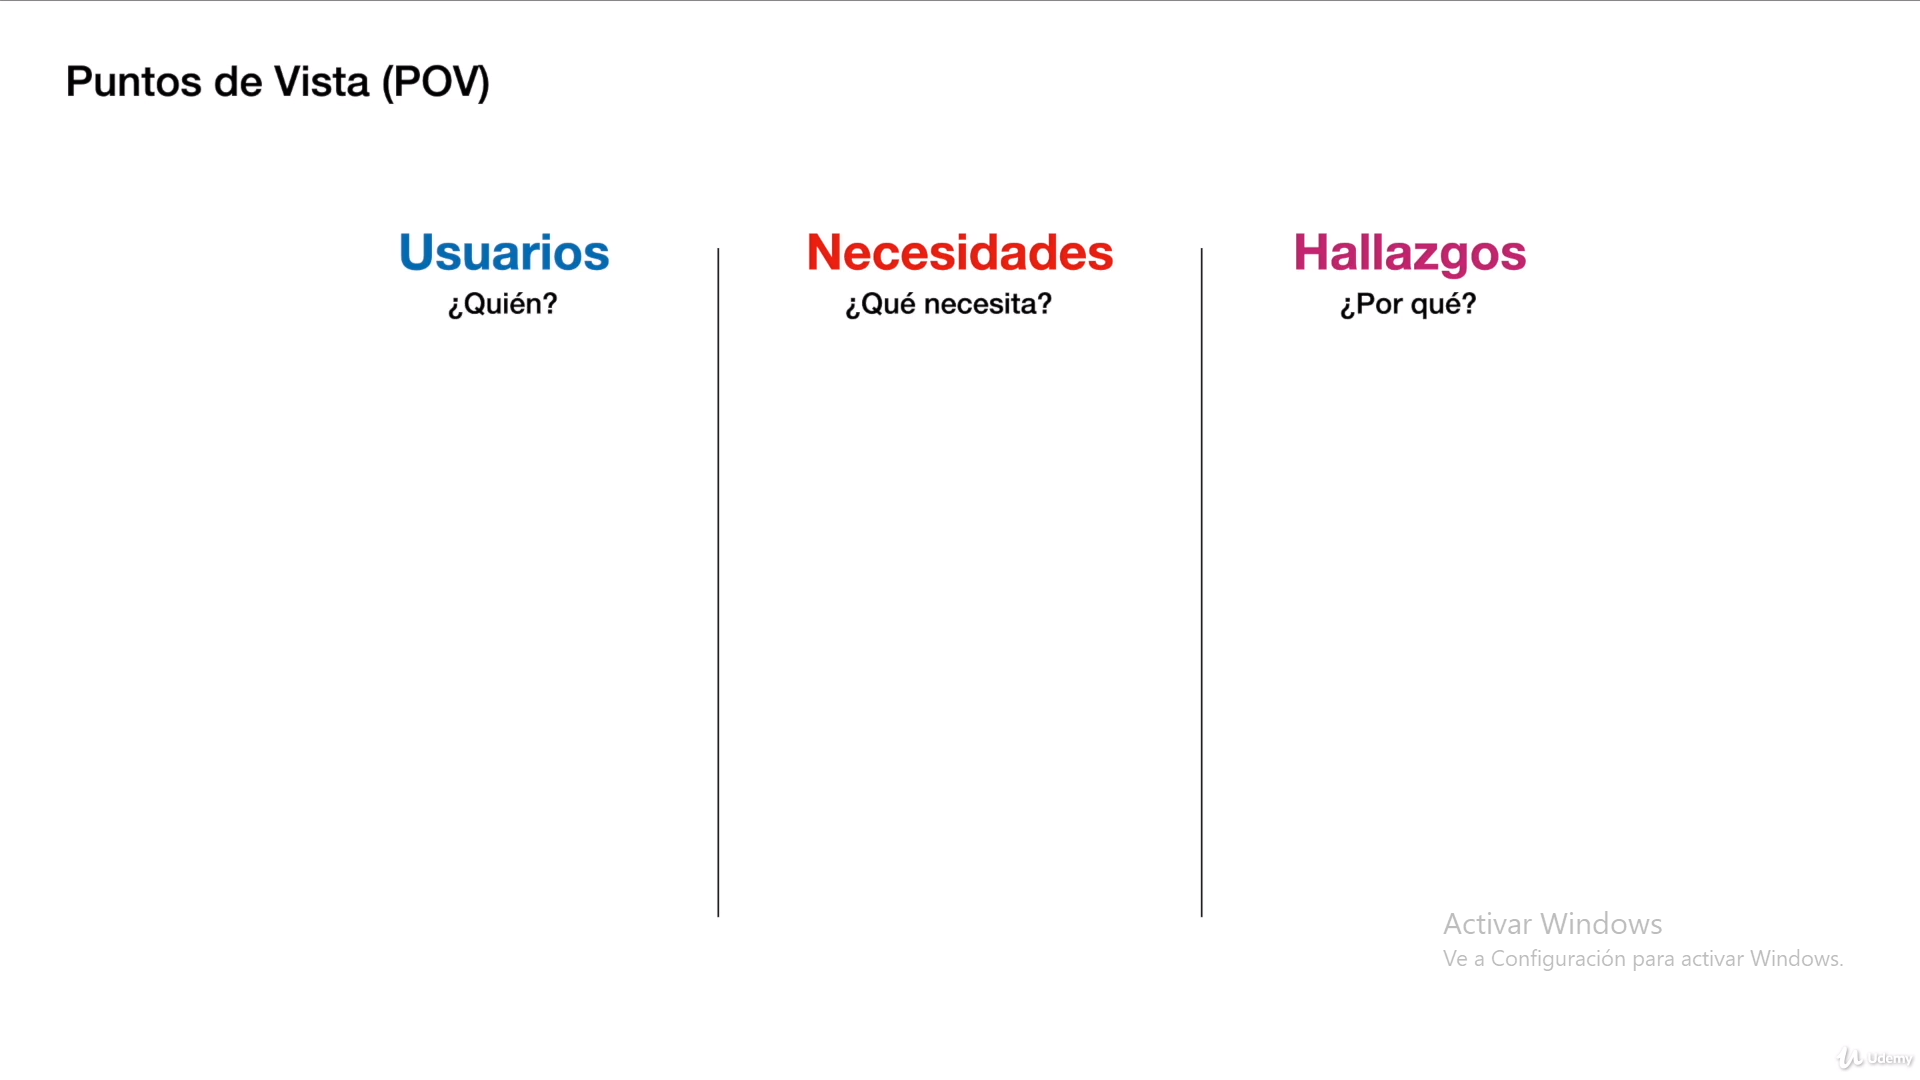 Puntos de Vista (POV)
Usuarios
¿Quién?
Necesidades
¿Qué necesita?
Hallazgos
¿Por qué?
Activar Windows
Ve a Configuración para activar Windows.
Udemy